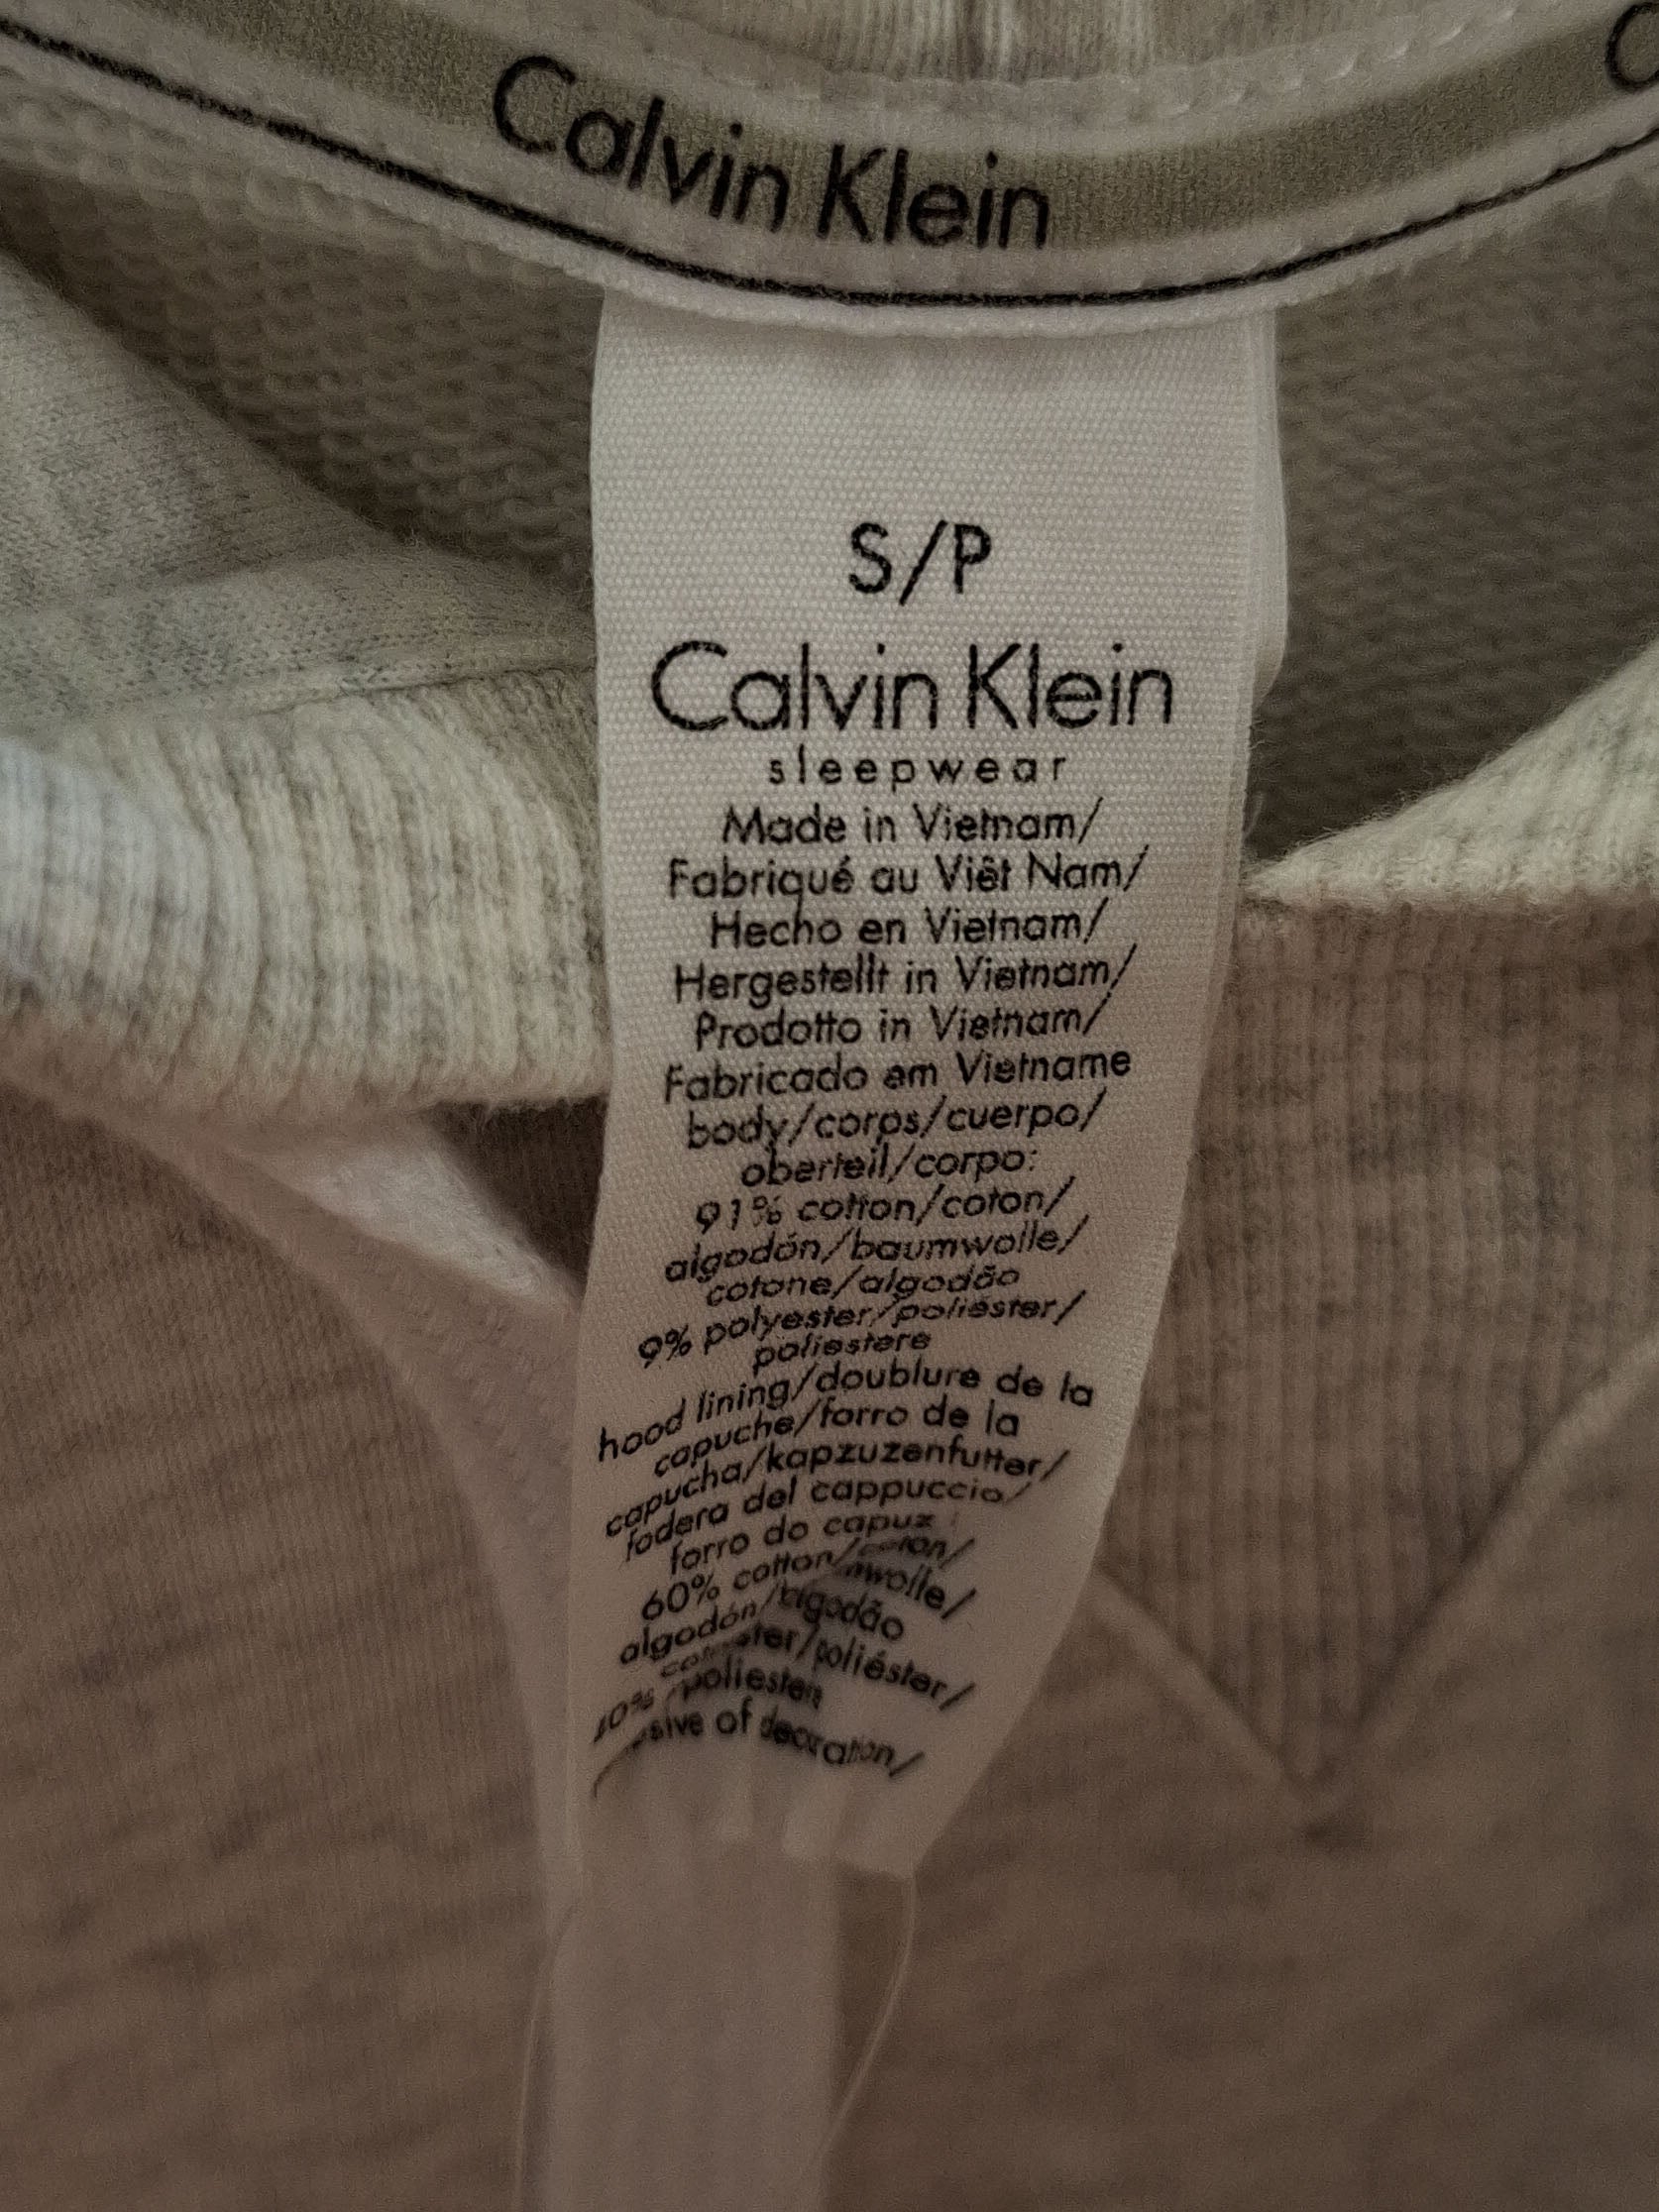 Calvin Klein
S/P
Calvin Klein
sleepwear
Made in Vietnam/
Fabriqué au Viêt Nam/
Hecho en Vietnam/
Hergestellt in Vietnam/
Prodotto in Vietnam/
Fabricado em Vietname
body/corps/cuerpo/
oberteil/corpo:
91% cotton/coton/
algodón/baumwolle/
cotone/algodão
9% polyester/poliéster/
poliestere
hood lining/doublure de la
capuche/forro de la
capucha/kapzuzenfutter/
fodera del cappuccio/
forro do capuz
60% cotton/coton/
algodón/
algodão
poliéster/
of